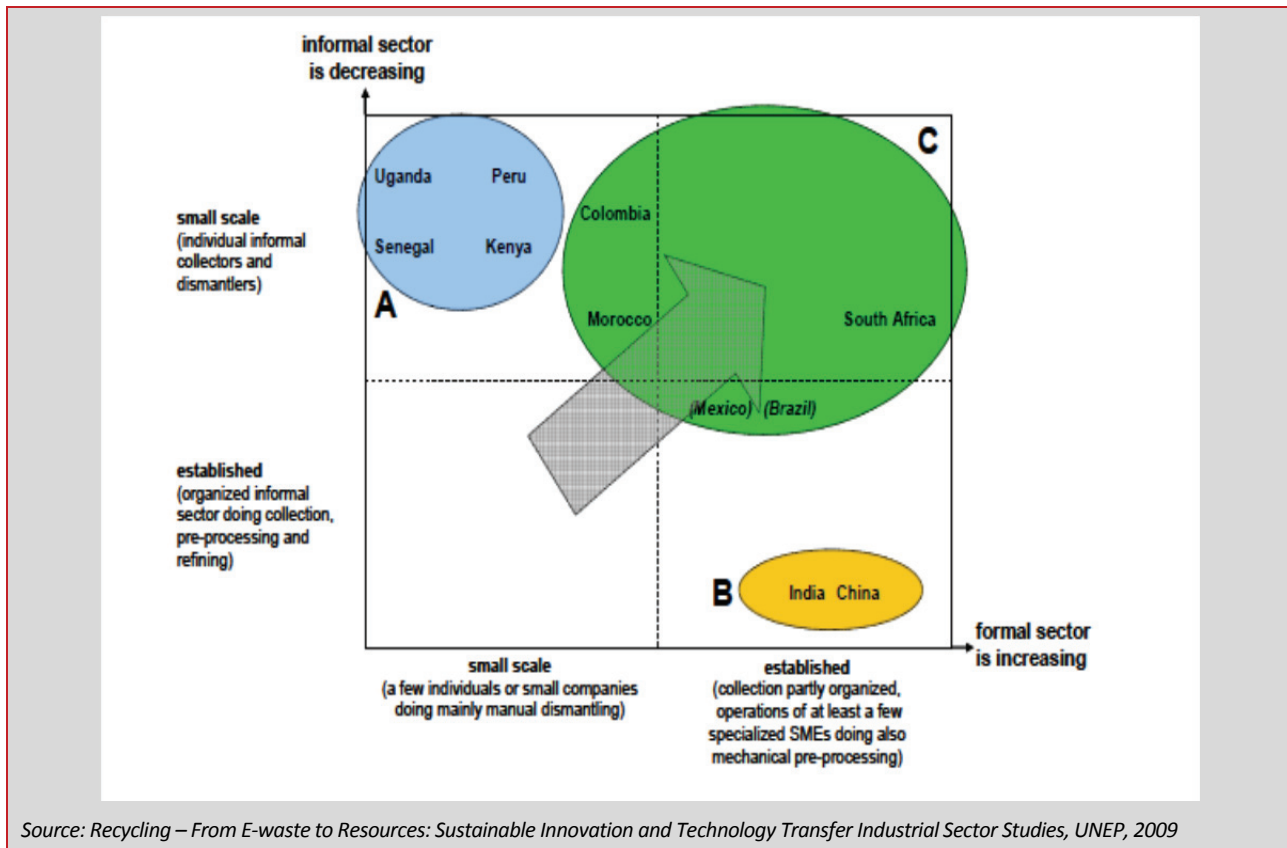 informal sector
is decreasing
C
Uganda Peru
Colombia
small scale
(individual informal
collectors and
dismantlers)
Senegal Kenya
A
Morocco
South Africa
(Mexico) (Brazil)
established
(organized informal
sector doing collection,
pre-processing and
refining)
B
India China
formal sector
is increasing
small scale
(a few individuals or small companies
doing mainly manual dismantling)
established
(collection partly organized,
operations of at least a few
specialized SMEs doing also
mechanical pre-processing)
Source: Recycling – From E-waste to Resources: Sustainable Innovation and Technology Transfer Industrial Sector Studies, UNEP, 2009